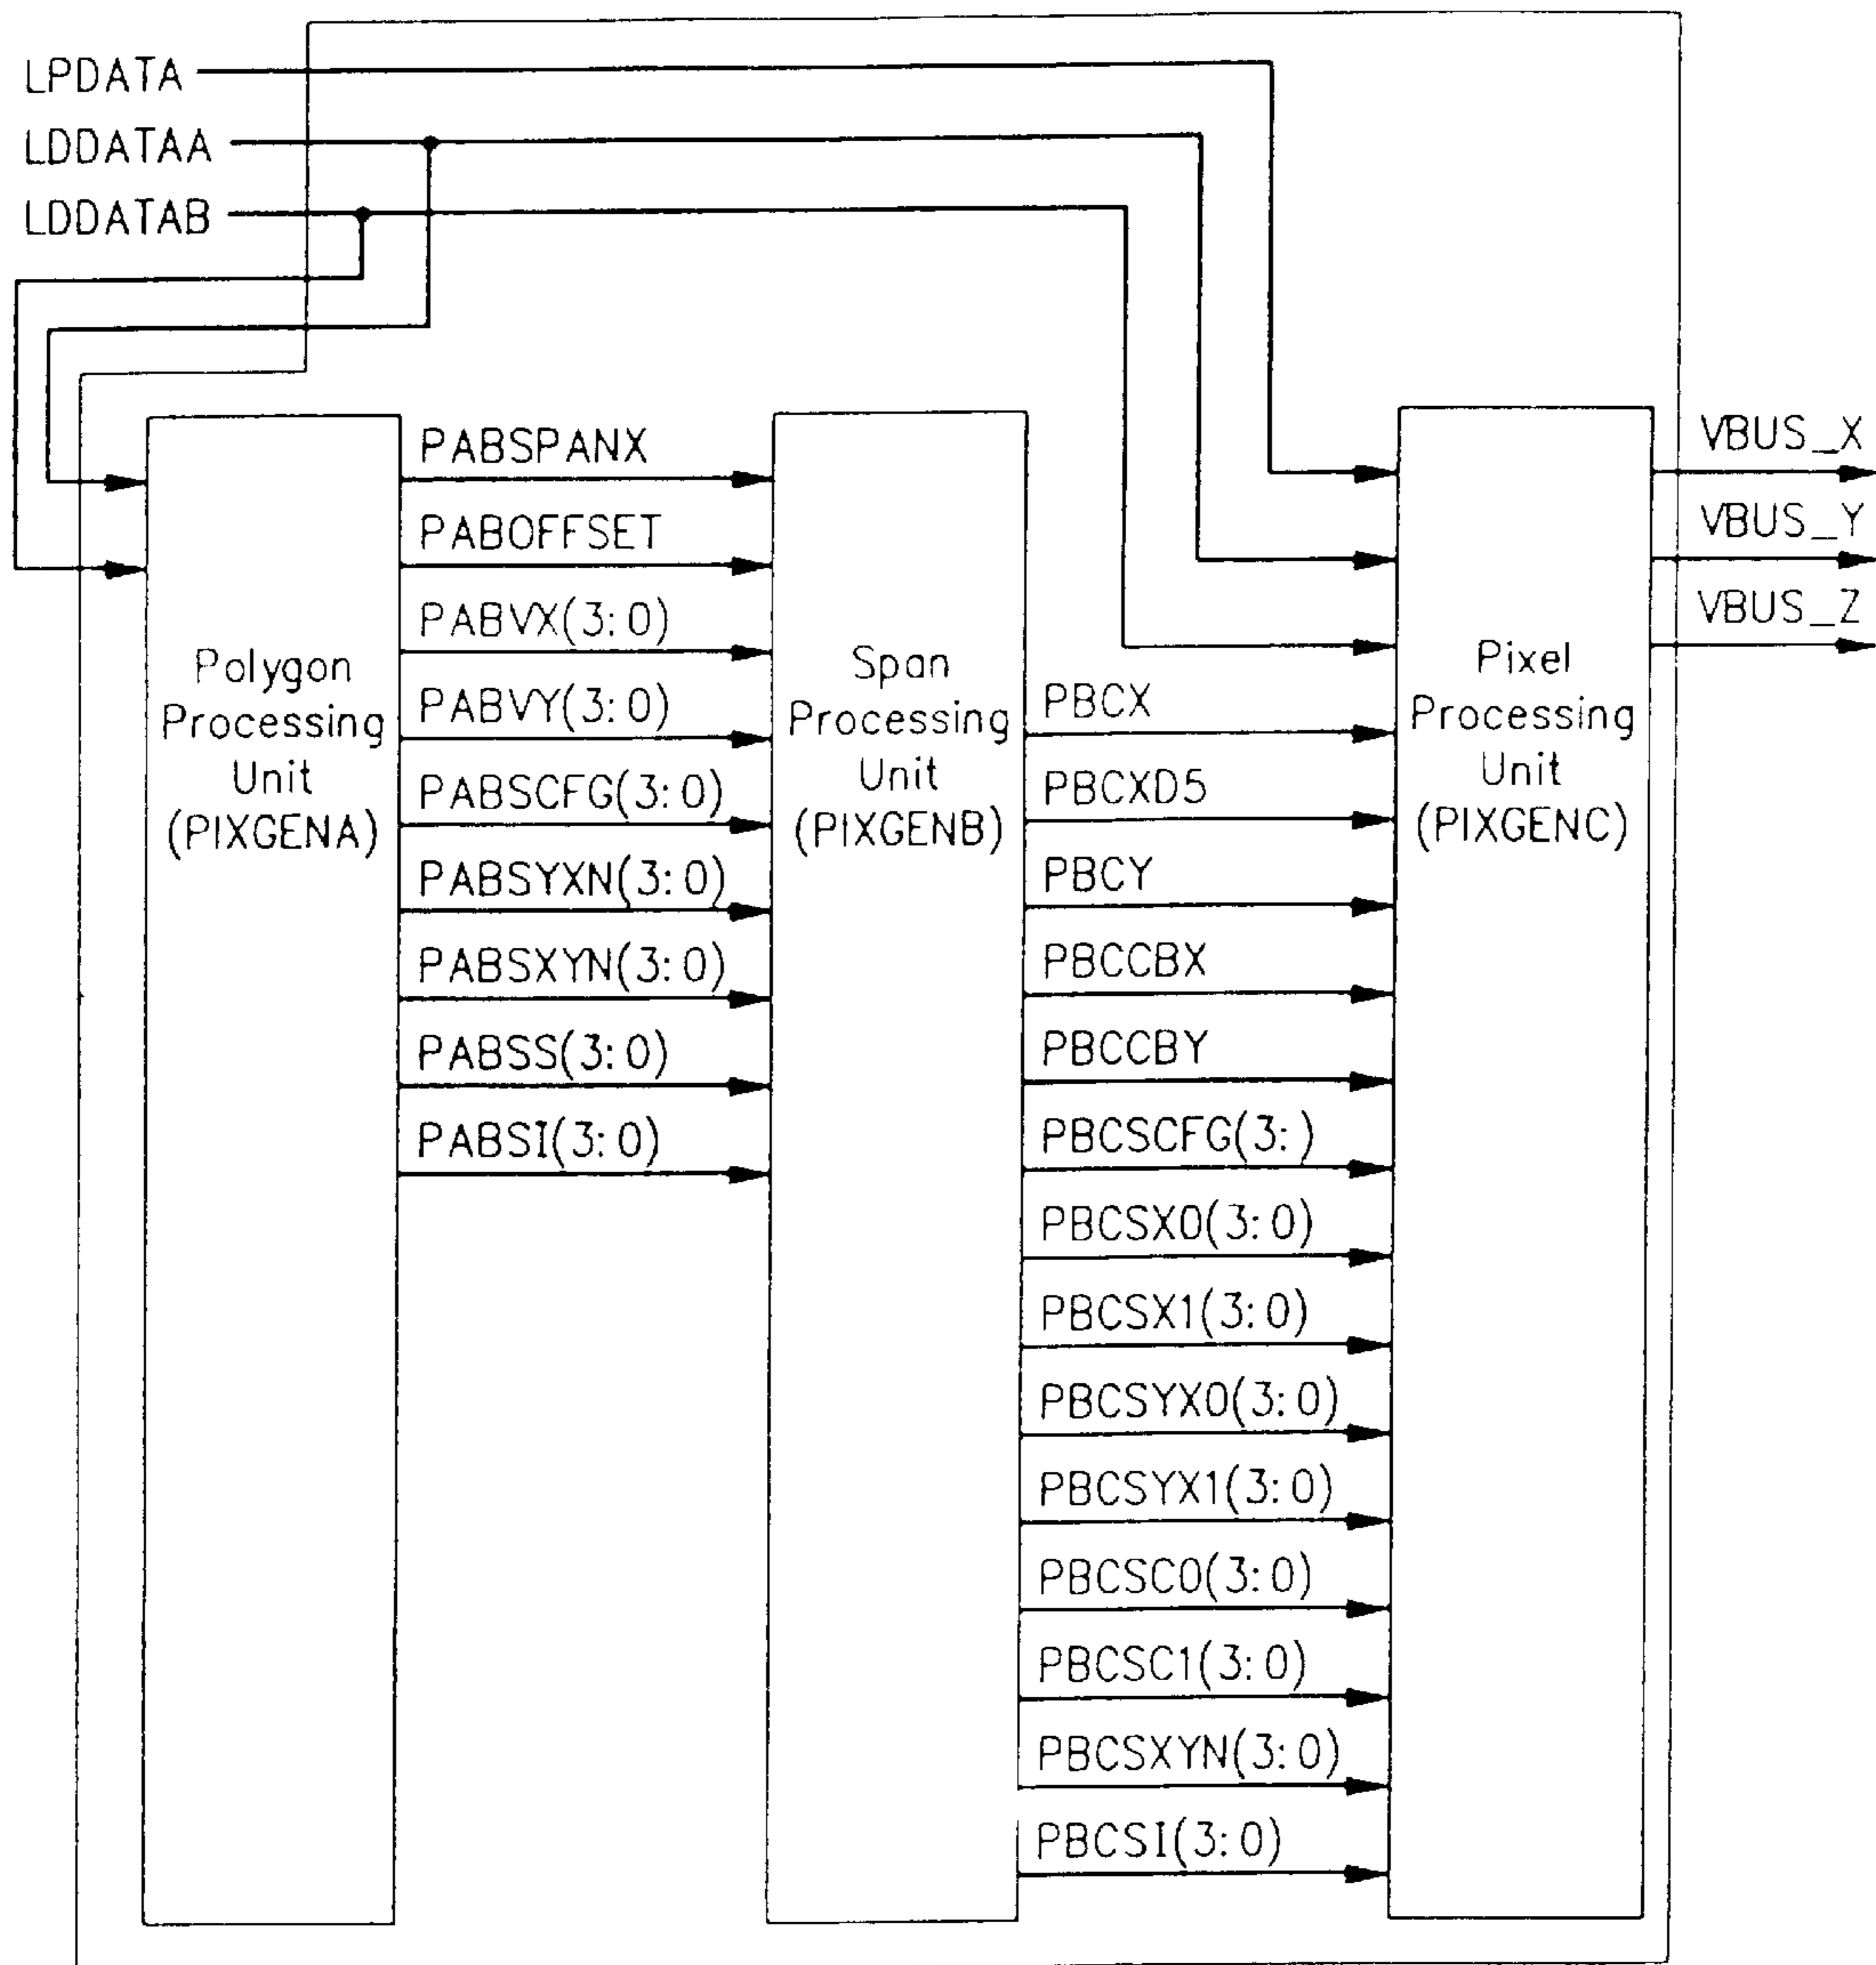 LPDATA
LDDATAA
LDDATAB
Polygon
Processing
Unit
(PIXGENA)
PABSPANX
PABOFFSET
PABVX(3:0)
PABVY(3:0)
PABSCFG(3:0)
PABSYXN(3:0)
PABSXYN(3:0)
PABSS(3:0)
PABSI(3:0)
Span
Processing
Unit
(PIXGENB)
PBCX
PBCXD5
PBCY
PBCCBX
PBCCBY
PBCSCFG(3:)
PBCSX0(3:0)
PBCSX1(3:0)
PBCSYX0(3:0)
PBCSYX1(3:0)
PBCSC0(3:0)
PBCSC1(3:0)
PBCSXYN(3:0)
PBCSI(3:0)
Pixel
Processing
Unit
(PIXGENC)
VBUS_X
VBUS_Y
VBUS_Z